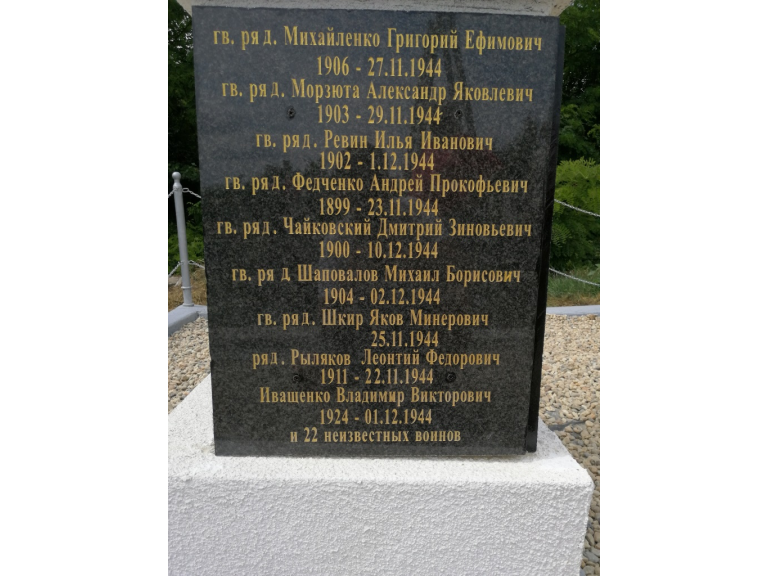 гв. ряд. Михайленко Григорий Ефимович
1906 - 27.11.1944
гв. ряд. Морзюта Александр Яковлевич
1903 - 29.11.1944
гв. ряд. Ревин Илья Иванович
1902 - 1.12.1944
гв. ряд. Федченко Андрей Прокофьевич
1899 - 23.11.1944
гв. ряд. Чайковский Дмитрий Зиновьевич
1900 - 10.12.1944
гв. ряд Шаповалов Михаил Борисович
1904 - 02.12.1944
гв. ряд. Шкир Яков Минерович
25.11.1944
ряд. Рыляков Леонтий Федорович
1911 - 22.11.1944
Иващенко Владимир Викторович
1924 - 01.12.1944
и 22 неизвестных воинов